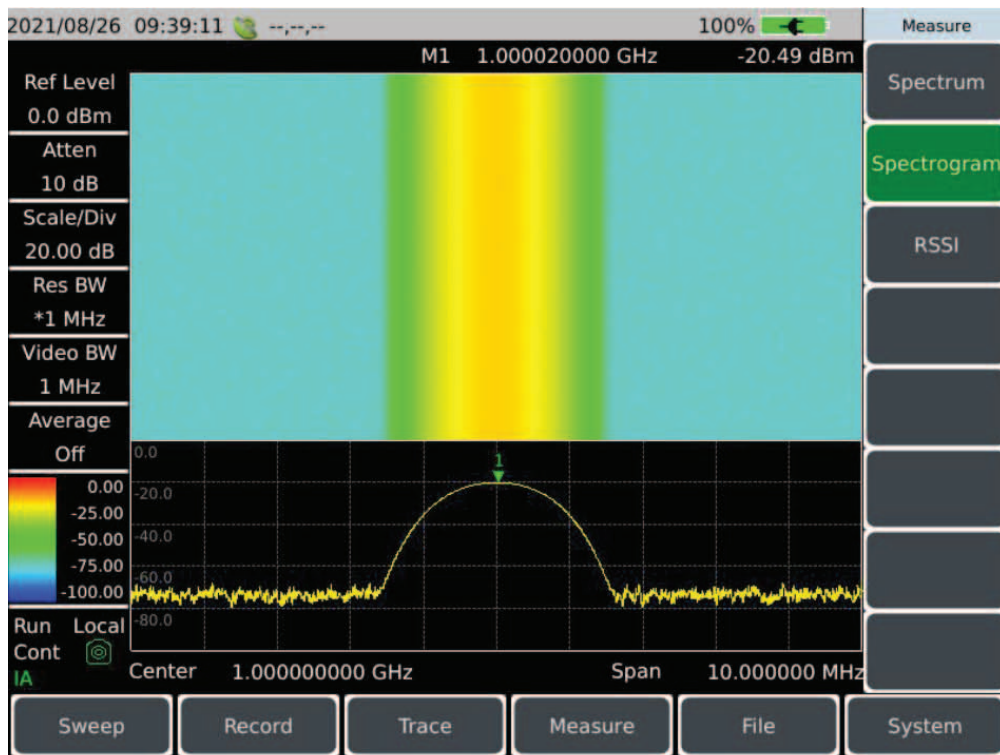 2021/08/26 09:39:11 --,--,-- 100%
Measure
M1 1.000020000 GHz -20.49 dBm
Ref Level
0.0 dBm
Atten
10 dB
Scale/Div
20.00 dB
Res BW
*1 MHz
Video BW
1 MHz
Average
Off
0.00
-25.00
-50.00
-75.00
-100.00
Run Local
Cont
IA
0.0
-20.0
-40.0
-60.0
-80.0
1
Center 1.000000000 GHz Span 10.000000 MHz
Spectrum
Spectrogram
RSSI
Sweep Record Trace Measure File System